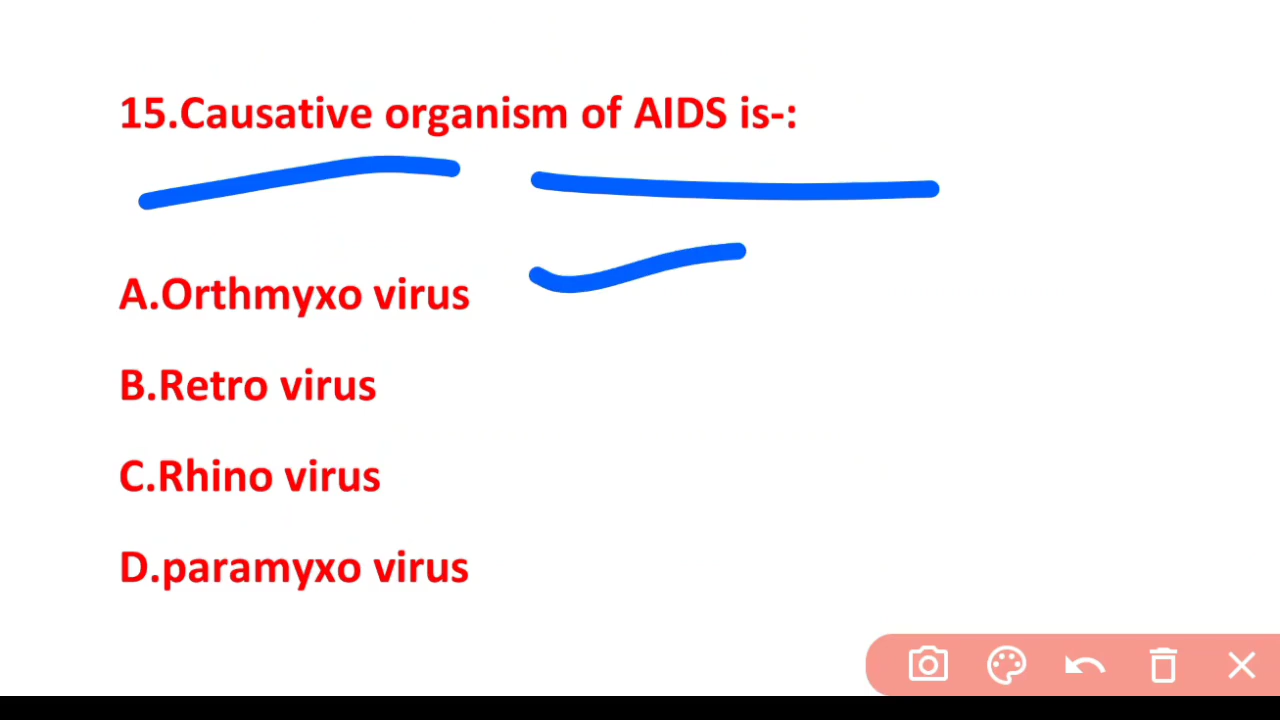 15.Causative organism of AIDS is-:
A.Orthmyxo virus
B.Retro virus
C.Rhino virus
D.paramyxo virus